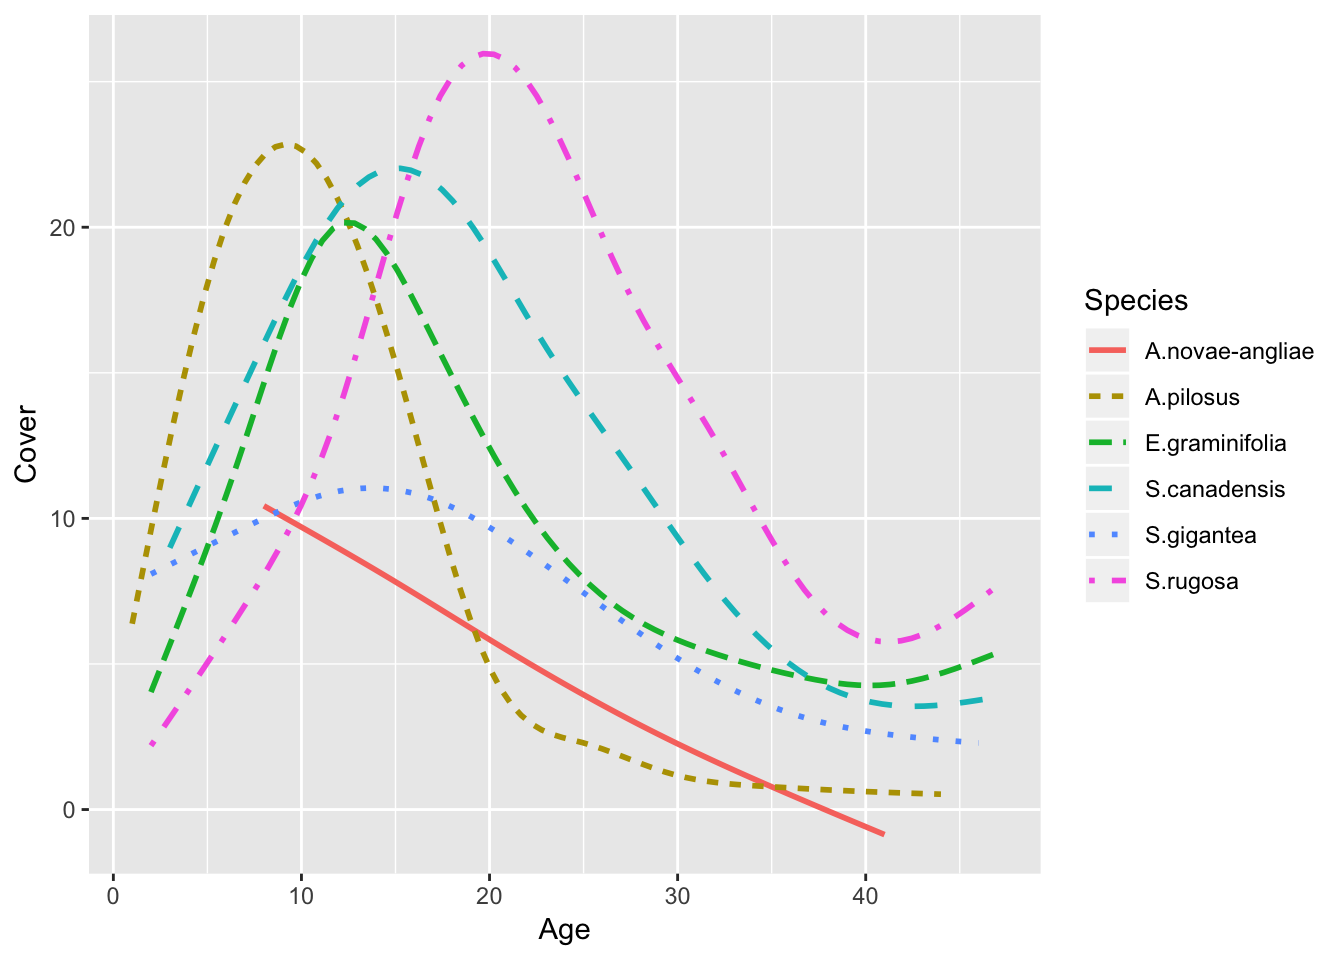 20
10
0
Cover
0 10 20 30 40
Age
Species
A.novae-angliae
A.pilosus
E.graminifolia
S.canadensis
S.gigantea
S.rugosa